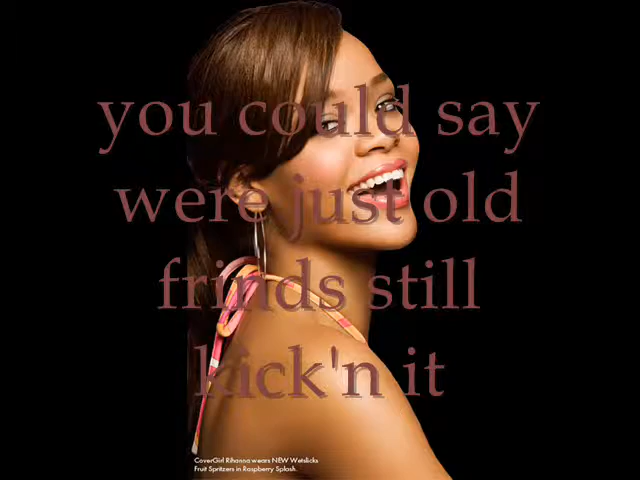 you could say
were just old
frinds still
kick'n it
CoverGirl Rihanna wears NEW Wetslicks
Fruit Spritzers in Raspberry Splash.